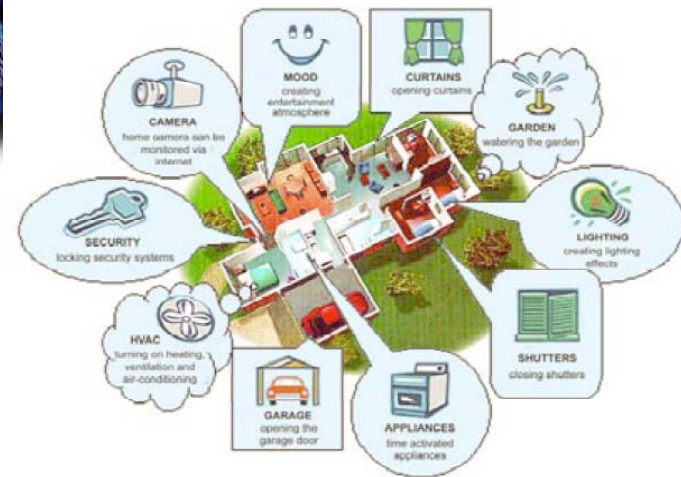 MOOD
creating
entertainment
atmosphere
CURTAINS
opening curtains
CAMERA
home camera can be
monitored via
internet
GARDEN
watering the garden
SECURITY
locking security systems
LIGHTING
creating lighting
effects
HVAC
turning on heating,
ventilation and
air-conditioning
SHUTTERS
closing shutters
GARAGE
opening the
garage door
APPLIANCES
time activated
appliances